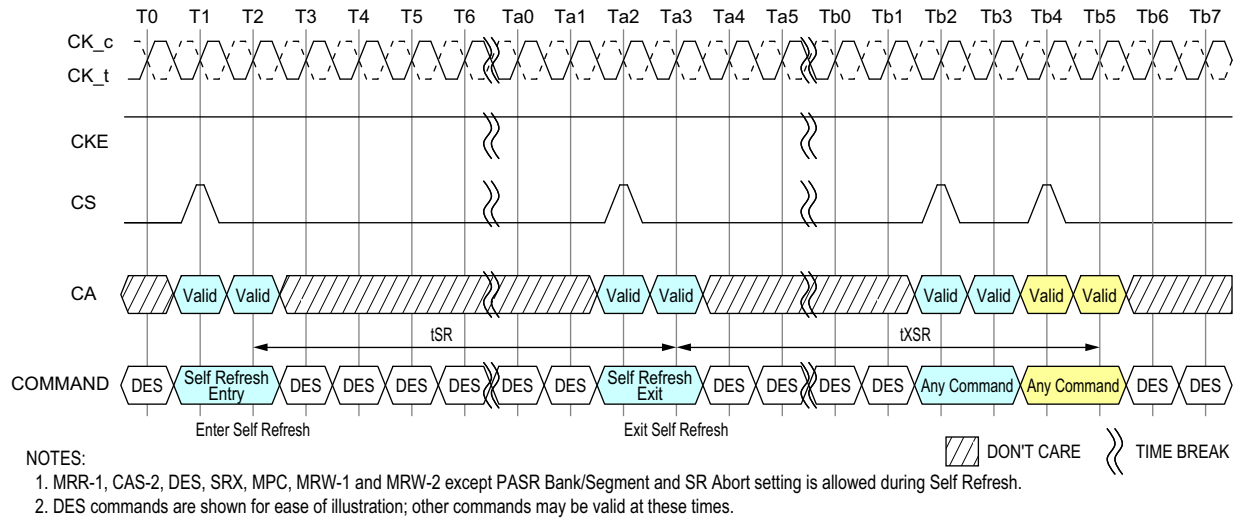 T0 T1 T2 T3 T4 T5 T6 Ta0 Ta1 Ta2 Ta3 Ta4 Ta5 Tb0 Tb1 Tb2 Tb3 Tb4 Tb5 Tb6 Tb7
CK_c
CK_t
CKE
CS
CA Valid Valid Valid Valid Valid Valid Valid Valid
tSR tXSR
COMMAND DES Self Refresh Entry DES DES DES DES DES DES Self Refresh Exit DES DES DES DES Any Command Any Command DES DES
Enter Self Refresh Exit Self Refresh
DON'T CARE TIME BREAK
NOTES:
1. MRR-1, CAS-2, DES, SRX, MPC, MRW-1 and MRW-2 except PASR Bank/Segment and SR Abort setting is allowed during Self Refresh.
2. DES commands are shown for ease of illustration; other commands may be valid at these times.